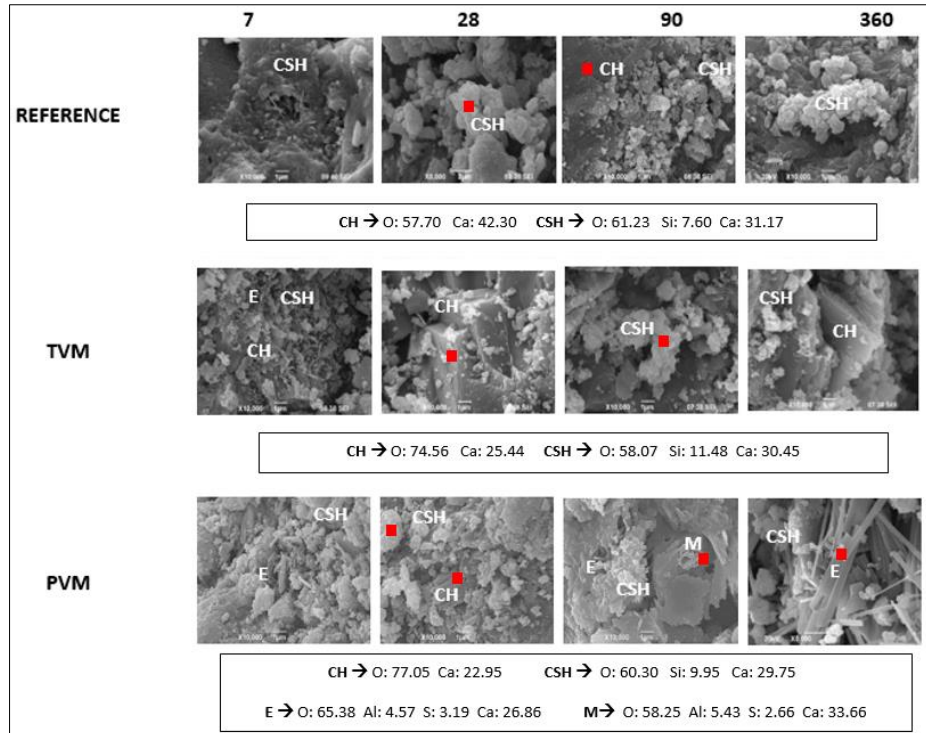 7 28 90 360
REFERENCE
CSH
CSH
CH CSH
CSH
CH → O: 57.70 Ca: 42.30 CSH → O: 61.23 Si: 7.60 Ca: 31.17
TVM
E CSH
CH
CH
CSH
CSH
CH
CH → O: 74.56 Ca: 25.44 CSH → O: 58.07 Si: 11.48 Ca: 30.45
PVM
CSH
E
CSH
CH
M
E
CSH
CSH
E
CH → O: 77.05 Ca: 22.95 CSH → O: 60.30 Si: 9.95 Ca: 29.75
E → O: 65.38 Al: 4.57 S: 3.19 Ca: 26.86 M → O: 58.25 Al: 5.43 S: 2.66 Ca: 33.66